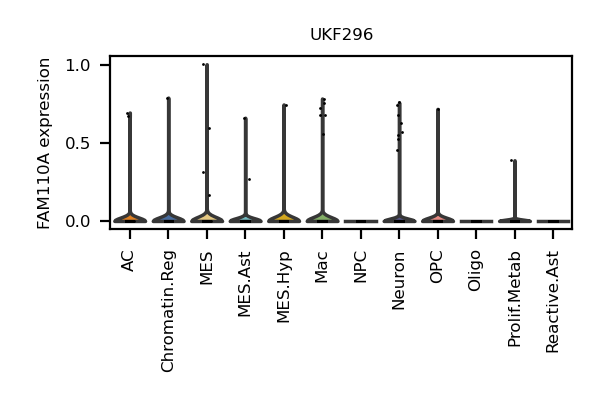 UKF296
FAM110A expression
1.0
0.5
0.0
AC
Chromatin.Reg
MES
MES.Ast
MES.Hyp
Mac
NPC
Neuron
OPC
Oligo
Prolif.Metab
Reactive.Ast